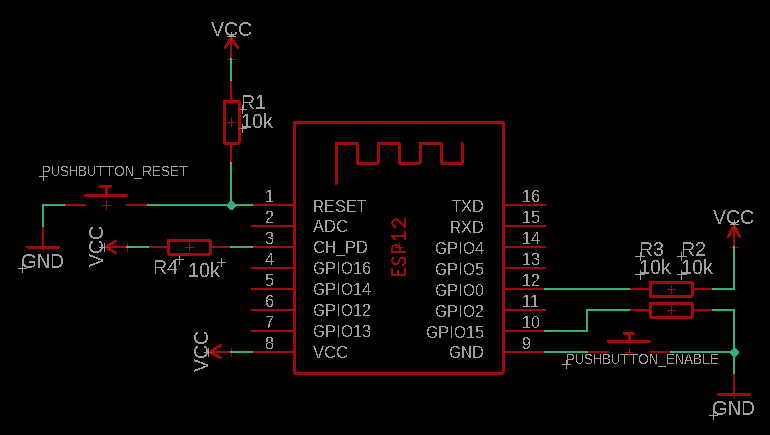 VCC
R1
10k
PUSHBUTTON_RESET
GND
VCC
R4 10k
VCC
1 RESET
2 ADC
3 CH_PD
4 GPIO16
5 GPIO14
6 GPIO12
7 GPIO13
8 VCC
ESP12
TXD 16
RXD 15
GPIO4 14
GPIO5 13
GPIO0 12
GPIO2 11
GPIO15 10
GND 9
VCC
R3 R2
10k 10k
PUSHBUTTON_ENABLE
GND